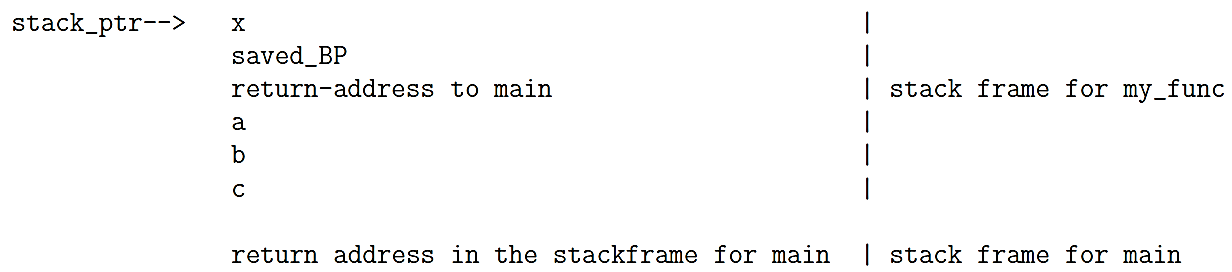 stack_ptr--> x |
saved_BP |
return-address to main | stack frame for my_func
a |
b |
c |
return address in the stackframe for main | stack frame for main